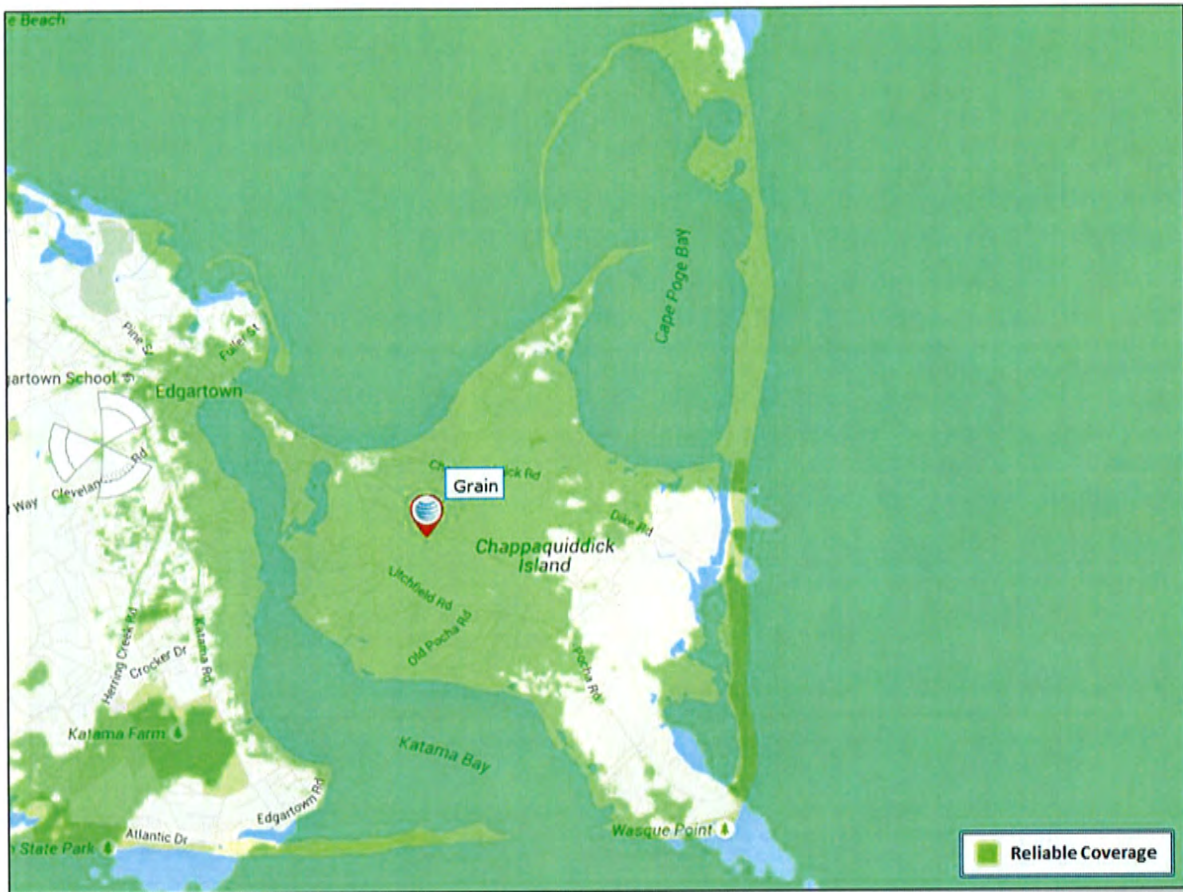 e Beach
Cape Poge Bay
Pine St
Fuller St
gartown School
Edgartown
Grain
Rd
Way
Clevelan
Rd
Dike Rd
Chappaquiddick
Island
Litchfield Rd
Old Pocha Rd
Pocha Rd
Herring Creek Rd
Crocker Dr
Katama Rd
Katama Farm
Katama Bay
Edgartown Rd
Atlantic Dr
Wasque Point
State Park
Reliable Coverage